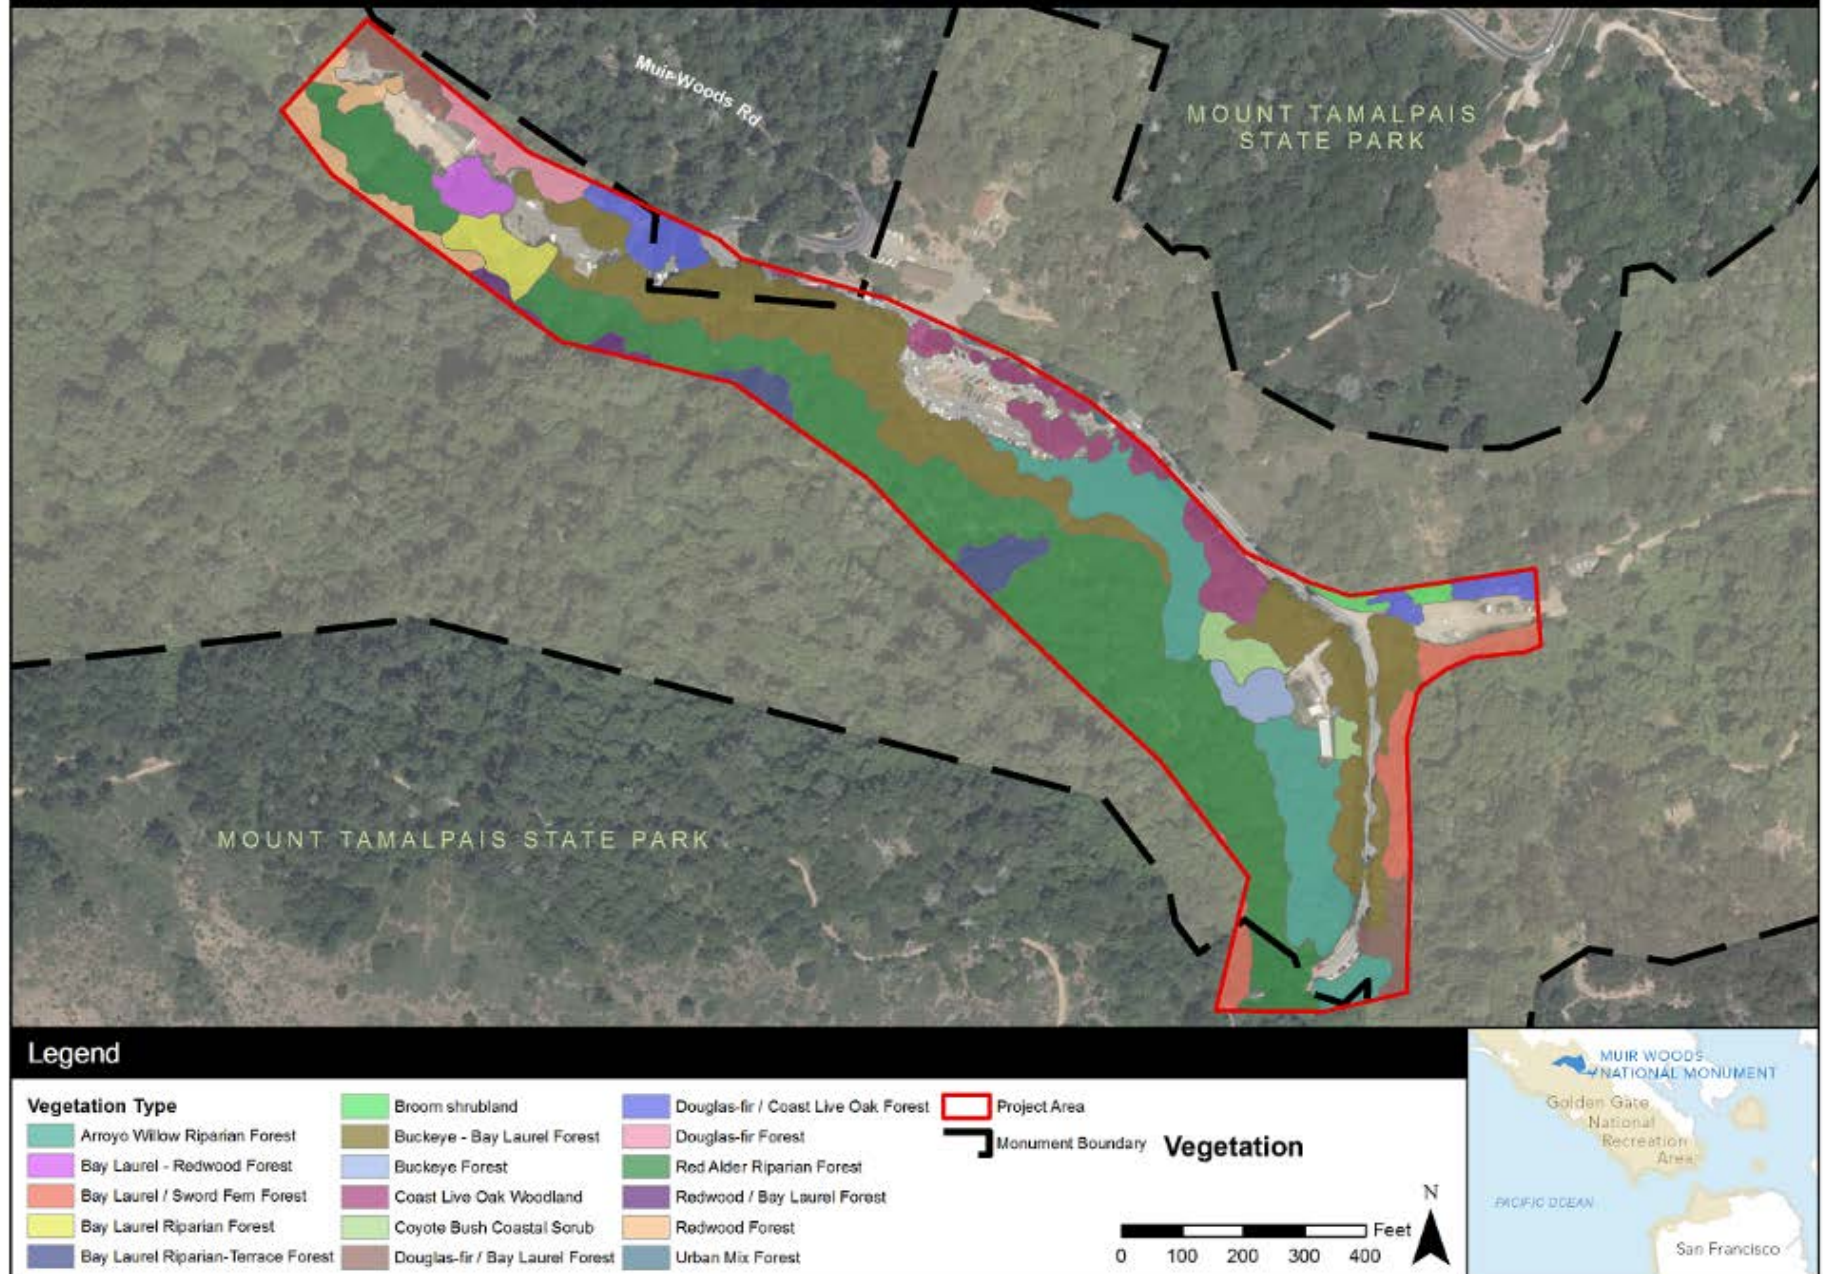 Muir Woods Rd
MOUNT TAMALPAIS
STATE PARK
MOUNT TAMALPAIS STATE PARK
Legend
Vegetation Type
Arroyo Willow Riparian Forest
Bay Laurel - Redwood Forest
Bay Laurel / Sword Fern Forest
Bay Laurel Riparian Forest
Bay Laurel Riparian-Terrace Forest
Broom shrubland
Buckeye - Bay Laurel Forest
Buckeye Forest
Coast Live Oak Woodland
Coyote Bush Coastal Scrub
Douglas-fir / Bay Laurel Forest
Douglas-fir / Coast Live Oak Forest
Douglas-fir Forest
Red Alder Riparian Forest
Redwood / Bay Laurel Forest
Redwood Forest
Urban Mix Forest
Project Area
Monument Boundary
Vegetation
N
Feet
0 100 200 300 400
MUIR WOODS
NATIONAL MONUMENT
Golden Gate
National
Recreation
Area
PACIFIC OCEAN
San Francisco